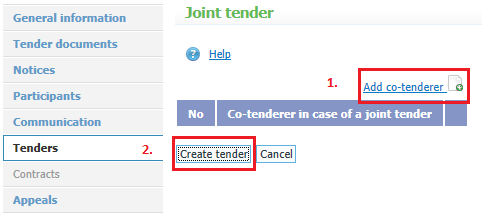 General information
Tender documents
Notices
Participants
Communication
Tenders 2.
Contracts
Appeals
Joint tender
Help
1. Add co-tenderer
No Co-tenderer in case of a joint tender
Create tender Cancel